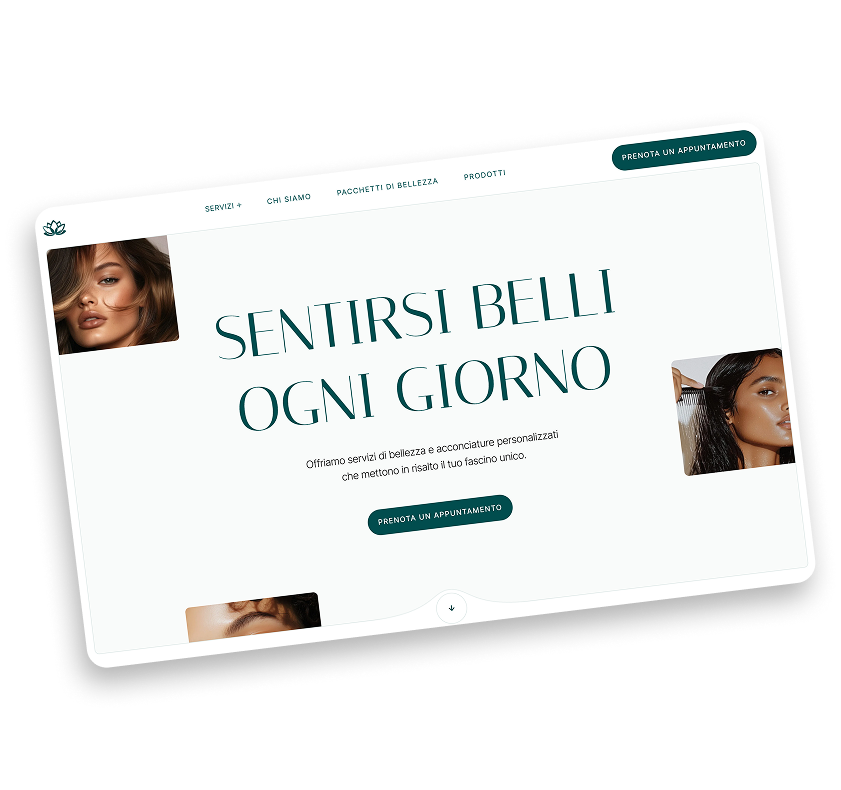 SERVIZI +
CHI SIAMO
PACCHETTI DI BELLEZZA
PRODOTTI
PRENOTA UN APPUNTAMENTO
SENTIRSI BELLI
OGNI GIORNO
Offriamo servizi di bellezza e acconciature personalizzati
che mettono in risalto il tuo fascino unico.
PRENOTA UN APPUNTAMENTO